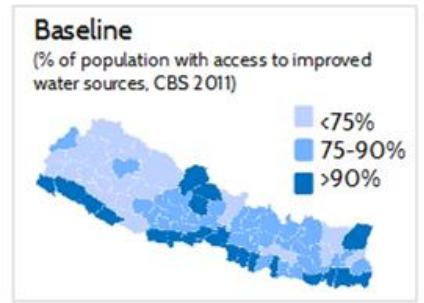 Baseline
(% of population with access to improved
water sources, CBS 2011)
<75%
75-90%
>90%